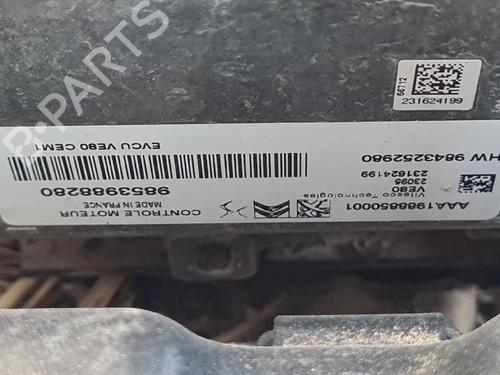 B-PARTS
56712
231624199
CONTROLE MOTEUR
MADE IN FRANCE
9853988280
EVCU VE80 CEM1
AAA1988850001
Vitesco Technologies
VE80
23095
231624199
HW 9843252980